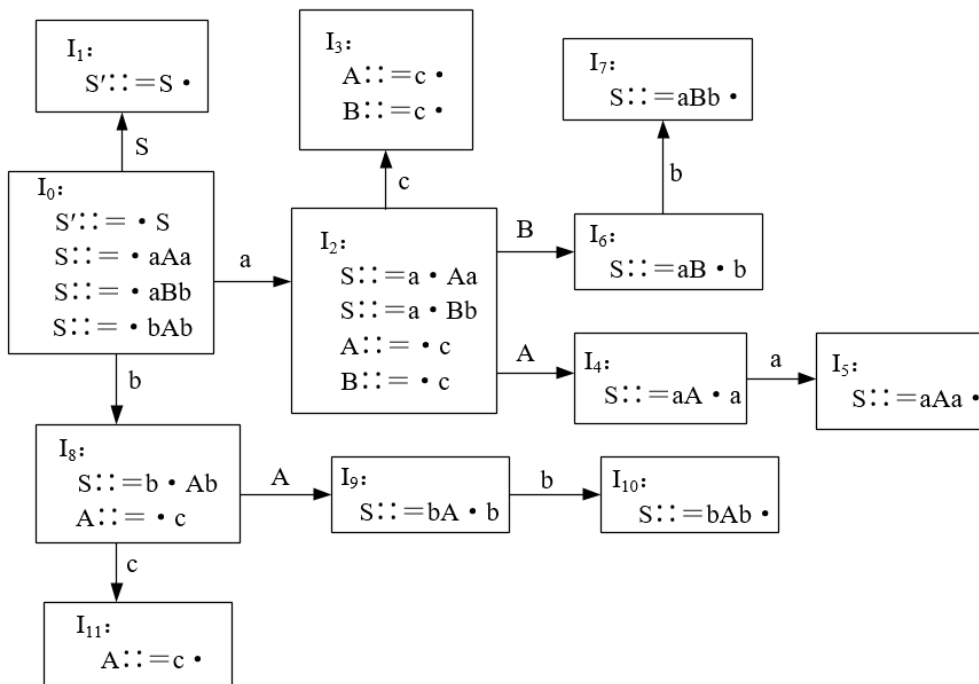 I₁:
S'::=S •
S
I₀:
S'::= • S
S::= • aAa
S::= • aBb
S::= • bAb
a
I₃:
A::=c •
B::=c •
c
I₂:
S::=a • Aa
S::=a • Bb
A::= • c
B::= • c
B
I₇:
S::=aBb •
b
I₆:
S::=aB • b
A
I₄:
S::=aA • a
a
I₅:
S::=aAa •
b
I₈:
S::=b • Ab
A::= • c
A
I₉:
S::=bA • b
b
I₁₀:
S::=bAb •
c
I₁₁:
A::=c •